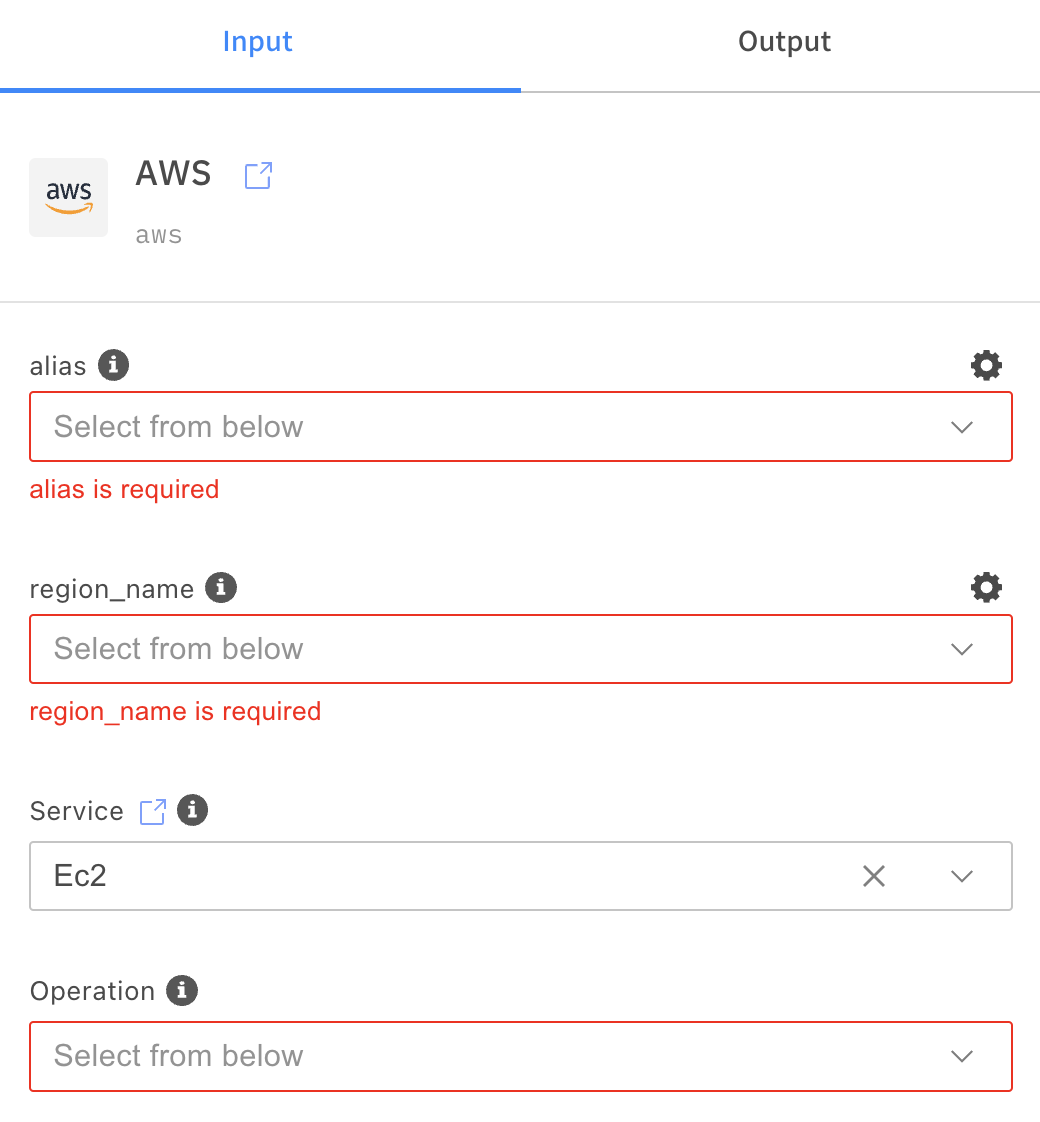 Input
Output
aws
AWS
aws
alias
Select from below
alias is required
region_name
Select from below
region_name is required
Service
Ec2
Operation
Select from below